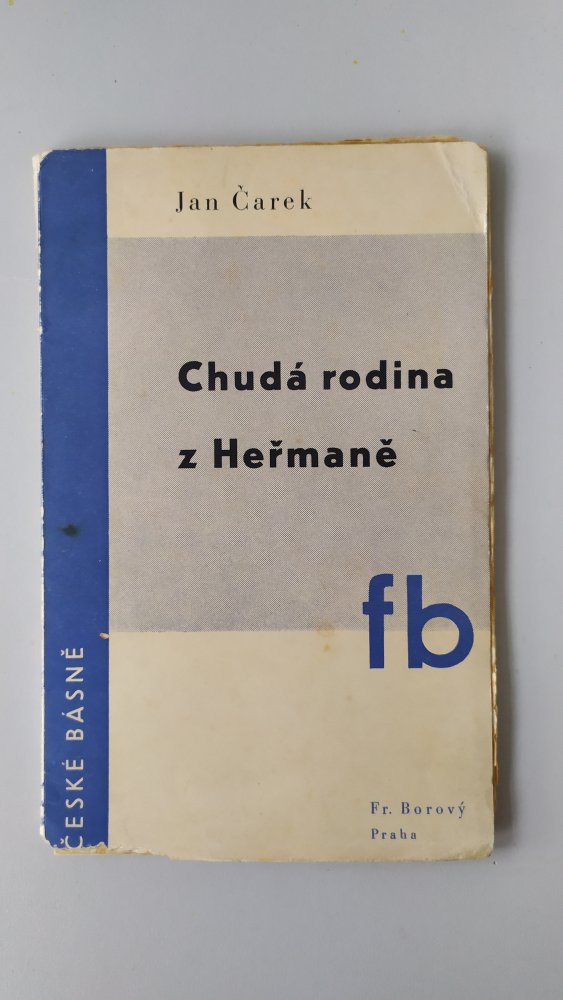 Jan Čarek
Chudá rodina
z Heřmaně
fb
ČESKÉ BÁSNĚ
Fr. Borový
Praha